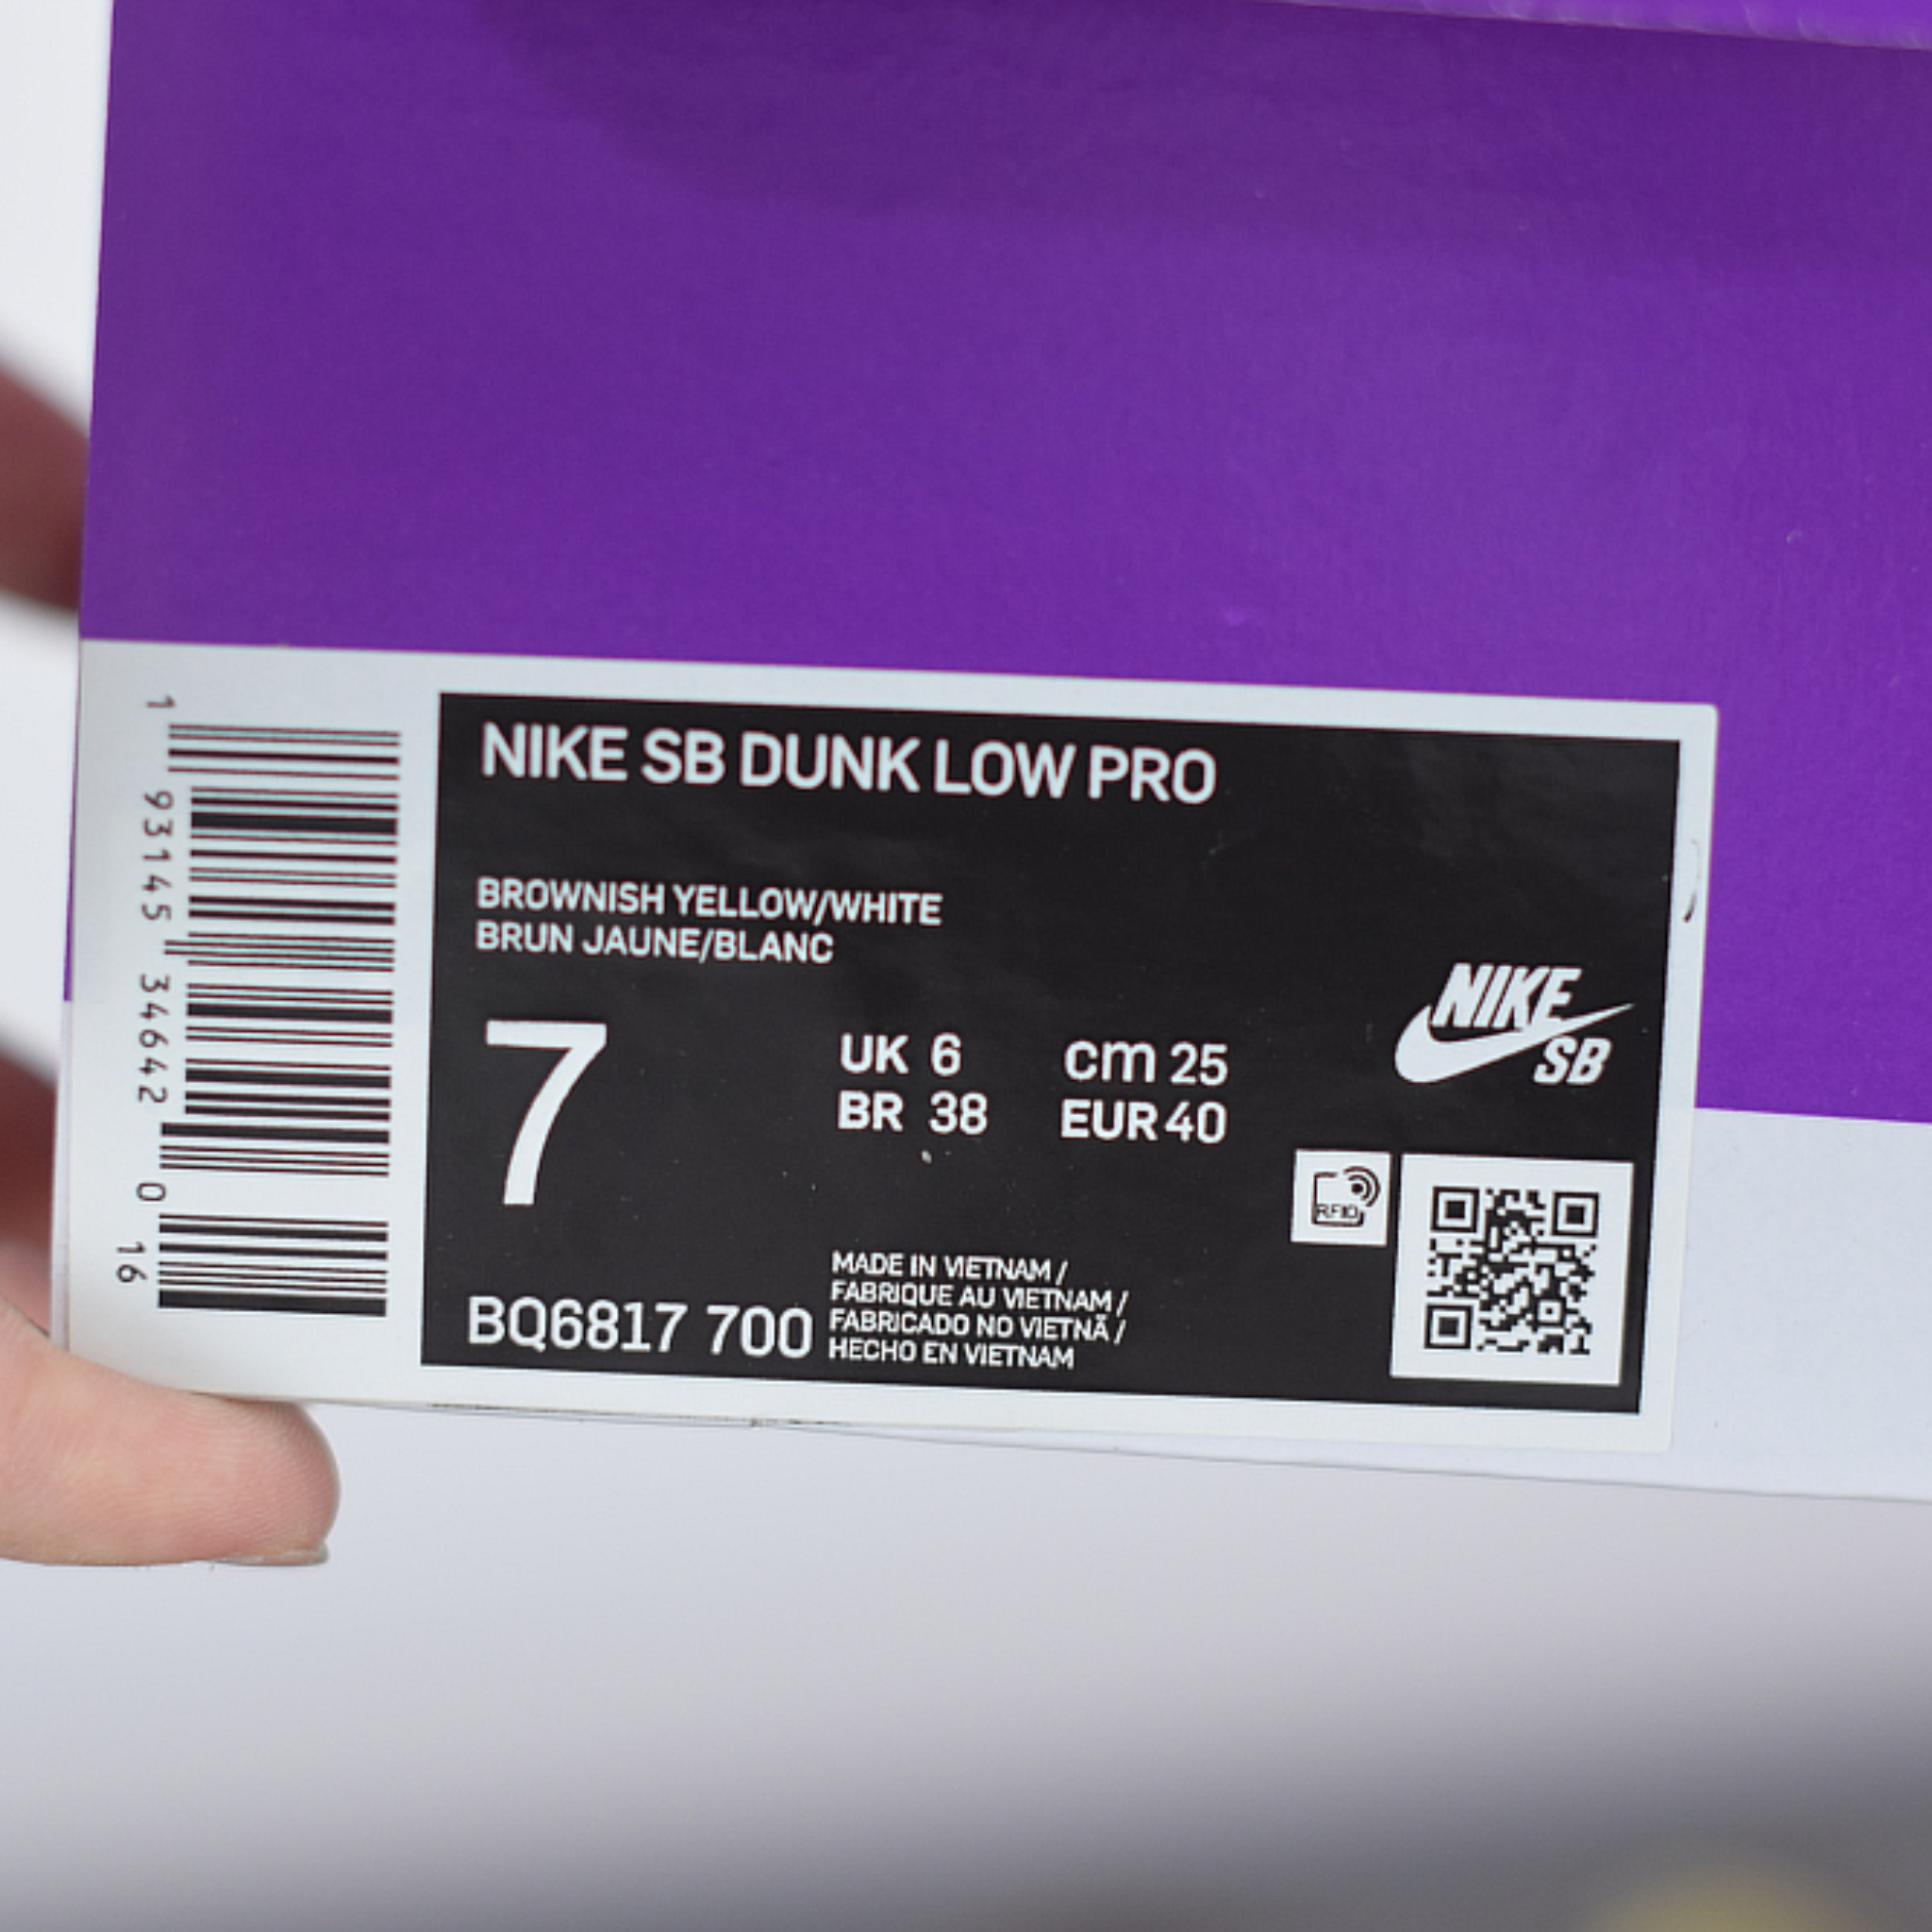 NIKE SB DUNK LOW PRO
BROWNISH YELLOW/WHITE
BRUN JAUNE/BLANC
7
UK 6
cm 25
BR 38
EUR 40
NIKE
SB
RFID
BQ6817 700
MADE IN VIETNAM /
FABRIQUE AU VIETNAM /
FABRICADO NO VIETNÃ /
HECHO EN VIETNAM
1 93145 34642 0 16